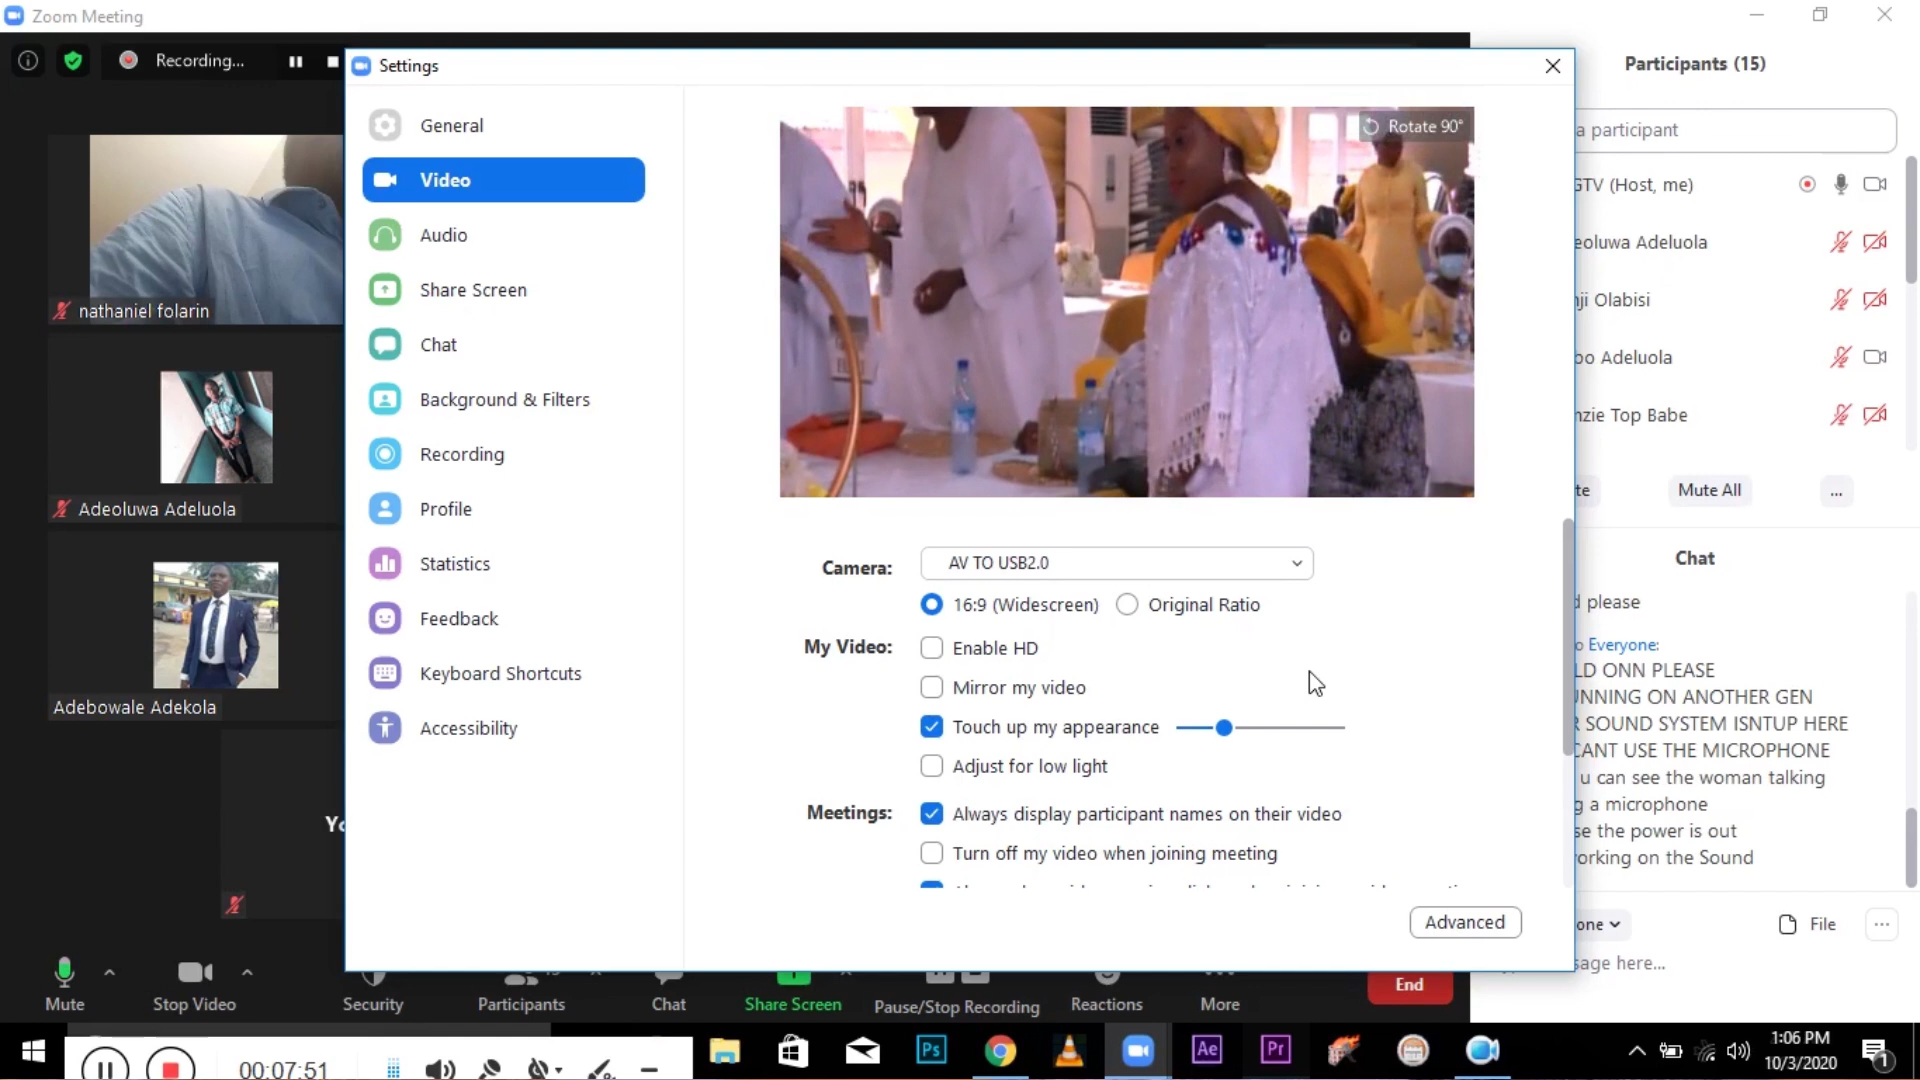 Zoom Meeting
Recording...
Settings
Participants (15)
General
Video
Audio
Share Screen
Chat
Background & Filters
Recording
Profile
Statistics
Feedback
Keyboard Shortcuts
Accessibility
Rotate 90°
nathaniel folarin
Adeoluwa Adeluola
Adebowale Adekola
Camera:
AV TO USB2.0
16:9 (Widescreen)
Original Ratio
My Video:
Enable HD
Mirror my video
Touch up my appearance
Adjust for low light
Meetings:
Always display participant names on their video
Turn off my video when joining meeting
Advanced
a participant
GTV (Host, me)
eoluwa Adeluola
ji Olabisi
oo Adeluola
nzie Top Babe
te
Mute All
...
Chat
d please
o Everyone:
LD ONN PLEASE
UNNING ON ANOTHER GEN
R SOUND SYSTEM ISNTUP HERE
CANT USE THE MICROPHONE
u can see the woman talking
g a microphone
se the power is out
orking on the Sound
one
File
sage here...
Mute
Stop Video
Security
Participants
Chat
Share Screen
Pause/Stop Recording
Reactions
More
End
00:07:51
Ps
Ae
Pr
1:06 PM
10/3/2020
1